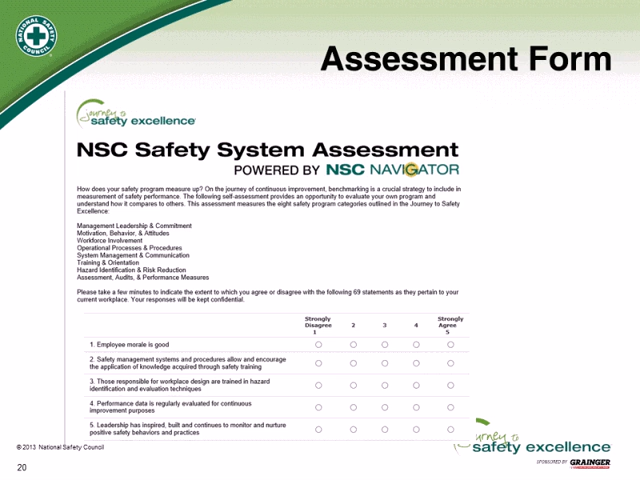 NATIONAL SAFETY COUNCIL
Assessment Form
journey to
safety excellence
NSC Safety System Assessment
POWERED BY NSC NAVIGATOR
How does your safety program measure up? On the journey of continuous improvement, benchmarking is a crucial strategy to include in
measurement of safety performance. The following self-assessment provides an opportunity to evaluate your own program and
understand how it compares to others. This assessment measures the eight safety program categories outlined in the Journey to Safety
Excellence:
Management Leadership & Commitment
Motivation, Behavior, & Attitudes
Workforce Involvement
Operational Processes & Procedures
System Management & Communication
Training & Orientation
Hazard Identification & Risk Reduction
Assessment, Audits, & Performance Measures
Please take a few minutes to indicate the extent to which you agree or disagree with the following 69 statements as they pertain to your
current workplace. Your responses will be kept confidential.
Strongly Disagree 1 2 3 4 Strongly Agree 5
1. Employee morale is good
2. Safety management systems and procedures allow and encourage
the application of knowledge acquired through safety training
3. Those responsible for workplace design are trained in hazard
identification and evaluation techniques
4. Performance data is regularly evaluated for continuous
improvement purposes
5. Leadership has inspired, built and continues to monitor and nurture
positive safety behaviors and practices
journey to
safety excellence
SPONSORED BY GRAINGER
© 2013 National Safety Council
20